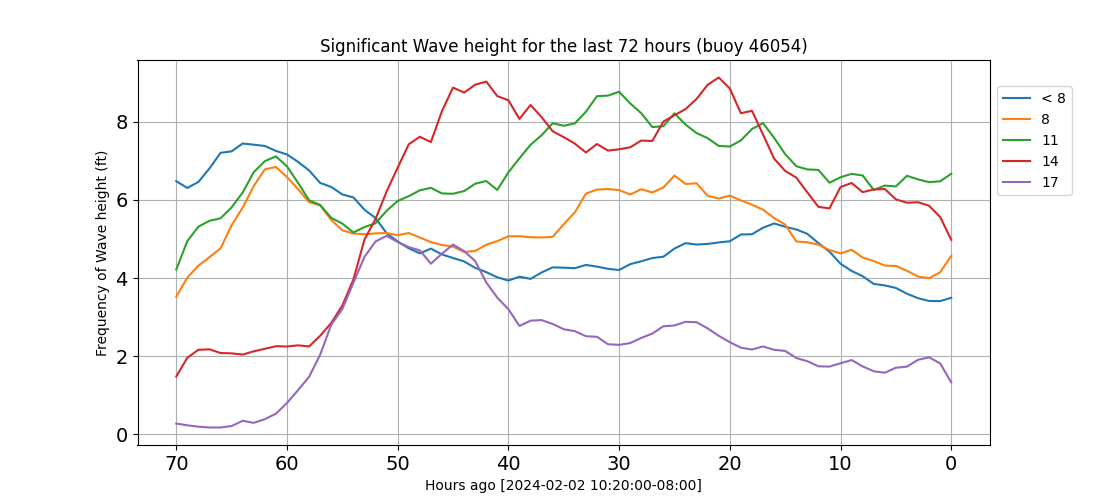 Significant Wave height for the last 72 hours (buoy 46054)
Frequency of Wave height (ft)
8
6
4
2
0
70 60 50 40 30 20 10 0
Hours ago [2024-02-02 10:20:00-08:00]
< 8
8
11
14
17